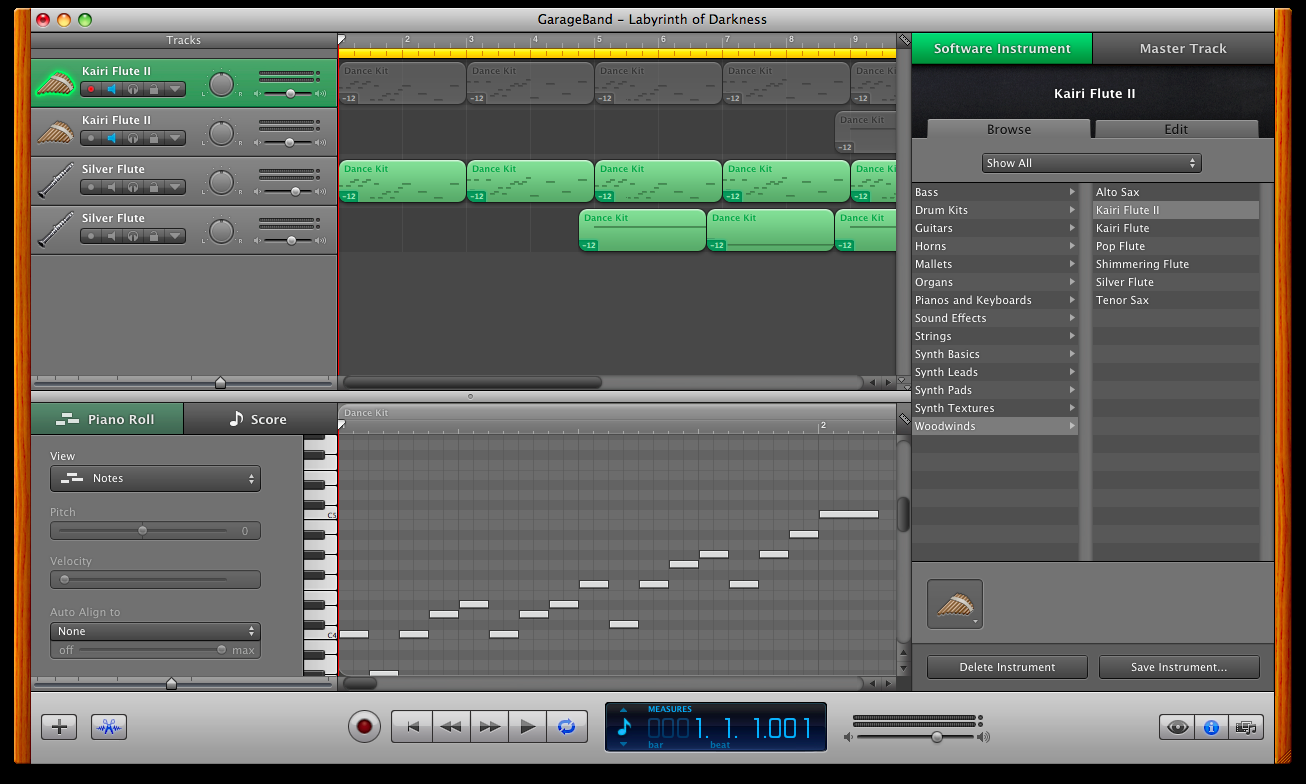 GarageBand – Labyrinth of Darkness
Tracks
2 3 4 5 6 7 8 9
Kairi Flute II
L R
Kairi Flute II
L R
Silver Flute
L R
Silver Flute
L R
Dance Kit Dance Kit Dance Kit Dance Kit Dance Kit
-12 -12 -12 -12 -12
Dance Kit
-12
Dance Kit Dance Kit Dance Kit Dance Kit Dance Kit
-12 -12 -12 -12 -12
Dance Kit Dance Kit Dance Kit
-12 -12 -12
Software Instrument Master Track
Kairi Flute II
Browse Edit
Show All
Bass
Drum Kits
Guitars
Horns
Mallets
Organs
Pianos and Keyboards
Sound Effects
Strings
Synth Basics
Synth Leads
Synth Pads
Synth Textures
Woodwinds
Alto Sax
Kairi Flute II
Kairi Flute
Pop Flute
Shimmering Flute
Silver Flute
Tenor Sax
Delete Instrument Save Instrument...
Piano Roll Score
Dance Kit
2
View
Notes
Pitch
0
Velocity
Auto Align to
None
off max
C5
C4
MEASURES
0001. 1. 1.001
bar beat